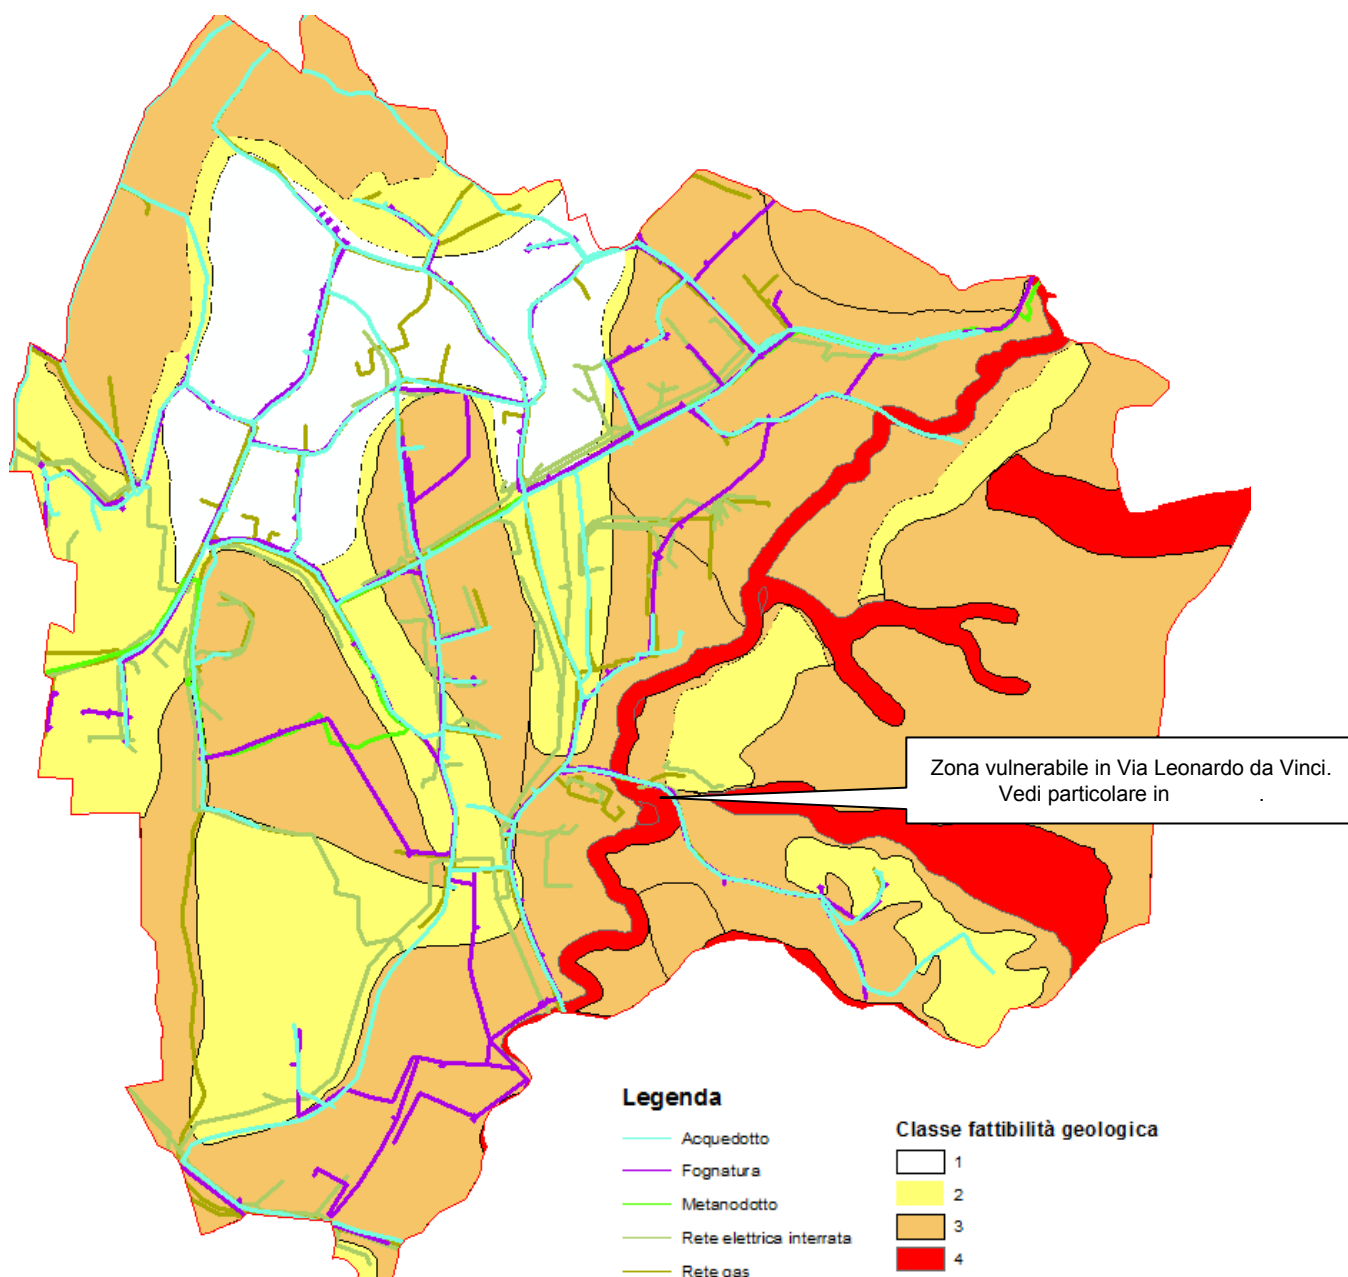 Zona vulnerabile in Via Leonardo da Vinci.
Vedi particolare in .
Legenda
Acquedotto
Fognatura
Metanodotto
Rete elettrica interrata
Rete gas
Classe fattibilità geologica
1
2
3
4